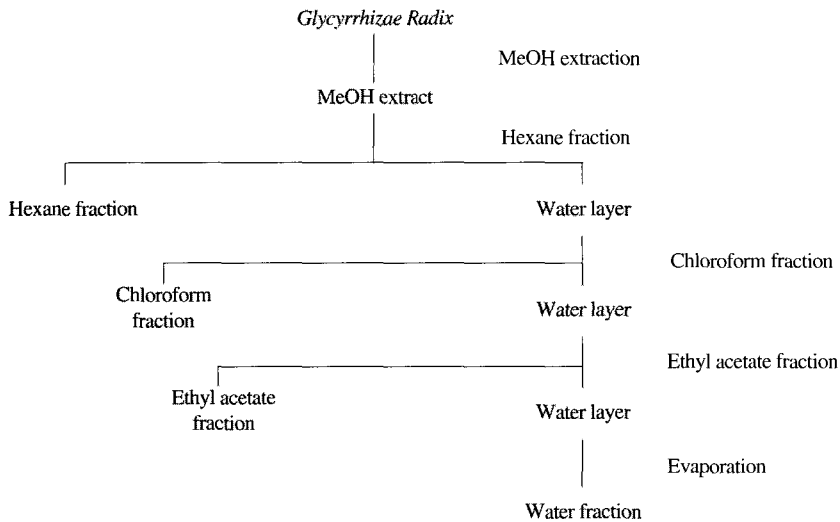 Glycyrrhizae Radix
MeOH extraction
MeOH extract
Hexane fraction
Hexane fraction
Water layer
Chloroform fraction
Chloroform
fraction
Water layer
Ethyl acetate fraction
Ethyl acetate
fraction
Water layer
Evaporation
Water fraction